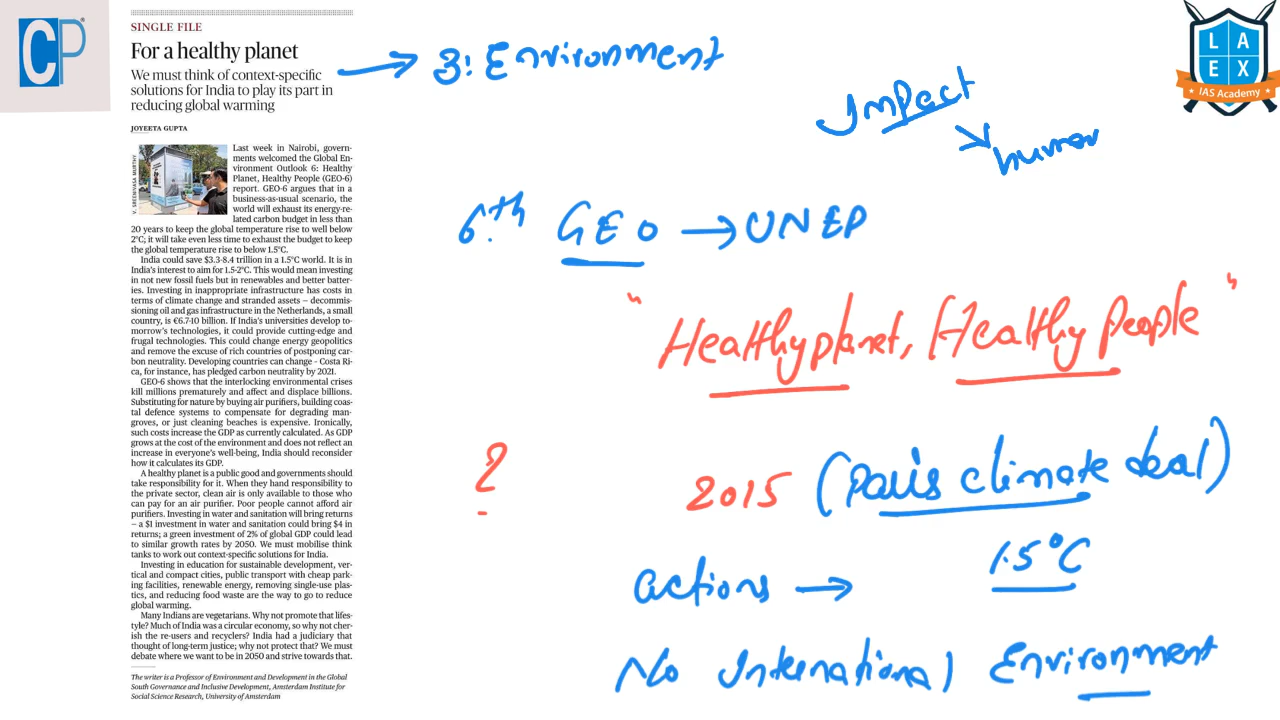 CP
SINGLE FILE
For a healthy planet
We must think of context-specific
solutions for India to play its part in
reducing global warming
JOYEETA GUPTA
V. SREENIVASA MURTHY
Last week in Nairobi, govern-
ments welcomed the Global En-
vironment Outlook 6: Healthy
Planet, Healthy People (GEO-6)
report. GEO-6 argues that in a
business-as-usual scenario, the
world will exhaust its energy-re-
lated carbon budget in less than
20 years to keep the global temperature rise to well below
2°C; it will take even less time to exhaust the budget to keep
the global temperature rise to below 1.5°C.
India could save $3.3-8.4 trillion in a 1.5°C world. It is in
India's interest to aim for 1.5-2°C. This would mean investing
in not new fossil fuels but in renewables and better batter-
ies. Investing in inappropriate infrastructure has costs in
terms of climate change and stranded assets – decommis-
sioning oil and gas infrastructure in the Netherlands, a small
country, is €6.7-10 billion. If India's universities develop to-
morrow's technologies, it could provide cutting-edge and
frugal technologies. This could change energy geopolitics
and remove the excuse of rich countries of postponing car-
bon neutrality. Developing countries can change - Costa Ri-
ca, for instance, has pledged carbon neutrality by 2021.
GEO-6 shows that the interlocking environmental crises
kill millions prematurely and affect and displace billions.
Substituting for nature by buying air purifiers, building coas-
tal defence systems to compensate for degrading man-
groves, or just cleaning beaches is expensive. Ironically,
such costs increase the GDP as currently calculated. As GDP
grows at the cost of the environment and does not reflect an
increase in everyone's well-being, India should reconsider
how it calculates its GDP.
A healthy planet is a public good and governments should
take responsibility for it. When they hand responsibility to
the private sector, clean air is only available to those who
can pay for an air purifier. Poor people cannot afford air
purifiers. Investing in water and sanitation will bring returns
– a $1 investment in water and sanitation could bring $4 in
returns; a green investment of 2% of global GDP could lead
to similar growth rates by 2050. We must mobilise think
tanks to work out context-specific solutions for India.
Investing in education for sustainable development, ver-
tical and compact cities, public transport with cheap park-
ing facilities, renewable energy, removing single-use plas-
tics, and reducing food waste are the way to go to reduce
global warming.
Many Indians are vegetarians. Why not promote that lifes-
tyle? Much of India was a circular economy, so why not cher-
ish the re-users and recyclers? India had a judiciary that
thought of long-term justice; why not protect that? We must
debate where we want to be in 2050 and strive towards that.
The writer is a Professor of Environment and Development in the Global
South Governance and Inclusive Development, Amsterdam Institute for
Social Science Research, University of Amsterdam
→ 3: Environment
Impact
human
6th GEO → UNEP
"Healthy planet, Healthy People"
?
2015 (Paris climate deal)
1.5°C
actions →
No International Environment
L A
E X
IAS Academy